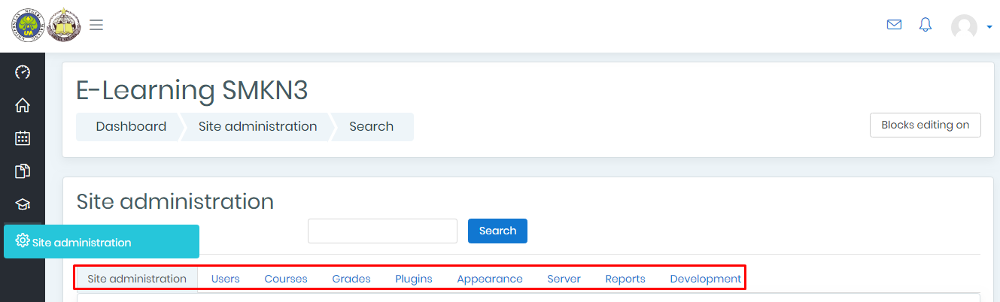 E-Learning SMKN3
Dashboard Site administration Search
Blocks editing on
Site administration
Search
Site administration
Site administration Users Courses Grades Plugins Appearance Server Reports Development